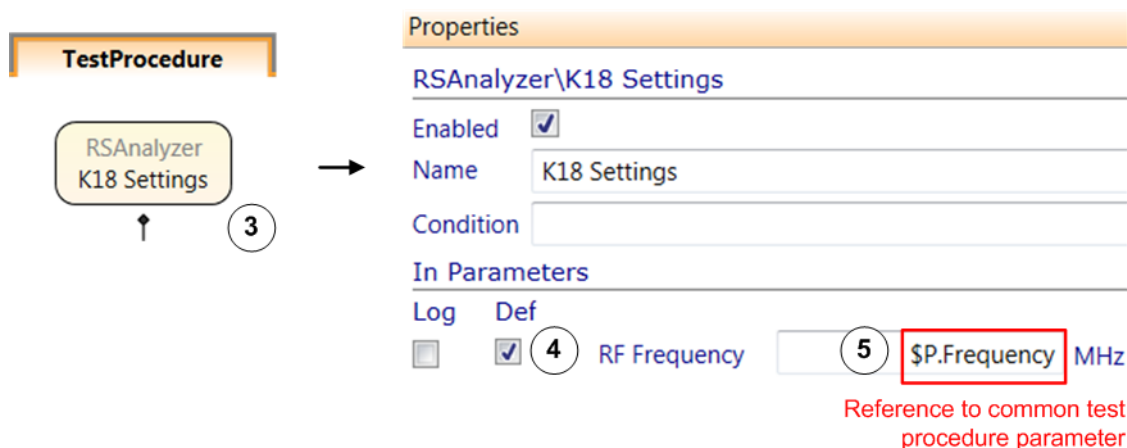 TestProcedure
RSAnalyzer
K18 Settings
3
Properties
RSAnalyzer\K18 Settings
Enabled
Name K18 Settings
Condition
In Parameters
Log Def
4 RF Frequency 5 $P.Frequency MHz
Reference to common test
procedure parameter